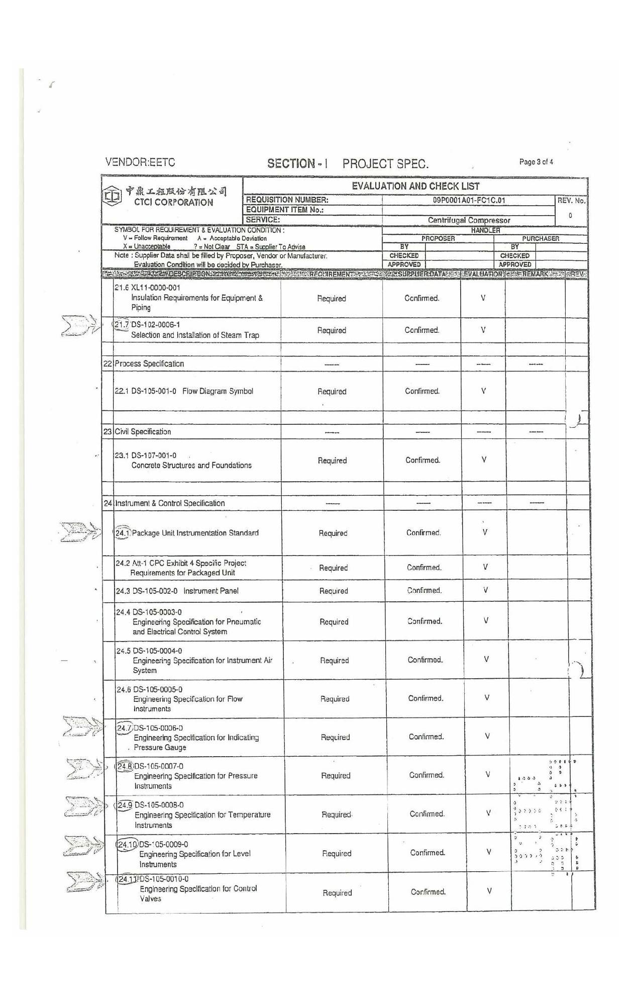 VENDOR:EETC
SECTION - I PROJECT SPEC.
Page 3 of 4
中鼎工程股份有限公司
CTCI CORPORATION
EVALUATION AND CHECK LIST
REQUISITION NUMBER: 09P0001A01-FC1C.01 REV. No.
EQUIPMENT ITEM No.: 0
SERVICE: Centrifugal Compressor
SYMBOL FOR REQUIREMENT & EVALUATION CONDITION :
V = Follow Requirement A = Acceptable Deviation
X = Unacceptable ? = Not Clear STA = Supplier To Advise
Note : Supplier Data shall be filled by Proposer, Vendor or Manufacturer.
Evaluation Condition will be decided by Purchaser.
HANDLER
PROPOSER PURCHASER
BY BY
CHECKED CHECKED
APPROVED APPROVED
DESCRIPTION REQUIREMENT SUPPLIER DATA EVALUATION REMARK REV
21.6 XL11-0000-001
Insulation Requirements for Equipment & Required Confirmed. V
Piping
21.7 DS-102-0006-1
Selection and Installation of Steam Trap Required Confirmed. V
22 Process Specification ---- ---- ---- ----
22.1 DS-105-001-0 Flow Diagram Symbol Required Confirmed. V
23 Civil Specification ---- ---- ---- ----
23.1 DS-107-001-0
Concrete Structures and Foundations Required Confirmed. V
24 Instrument & Control Specification ---- ---- ---- ----
24.1 Package Unit Instrumentation Standard Required Confirmed. V
24.2 Att-1 CPC Exhibit 4 Specific Project
Requirements for Packaged Unit Required Confirmed. V
24.3 DS-105-002-0 Instrument Panel Required Confirmed. V
24.4 DS-105-0003-0
Engineering Specification for Pneumatic Required Confirmed. V
and Electrical Control System
24.5 DS-105-0004-0
Engineering Specification for Instrument Air Required Confirmed. V
System
24.6 DS-105-0005-0
Engineering Specification for Flow Required Confirmed. V
Instruments
24.7 DS-105-0006-0
Engineering Specification for Indicating Required Confirmed. V
Pressure Gauge
24.8 DS-105-0007-0
Engineering Specification for Pressure Required Confirmed. V
Instruments
24.9 DS-105-0008-0
Engineering Specification for Temperature Required Confirmed. V
Instruments
24.10 DS-105-0009-0
Engineering Specification for Level Required Confirmed. V
Instruments
24.11 DS-105-0010-0
Engineering Specification for Control Required Confirmed. V
Valves